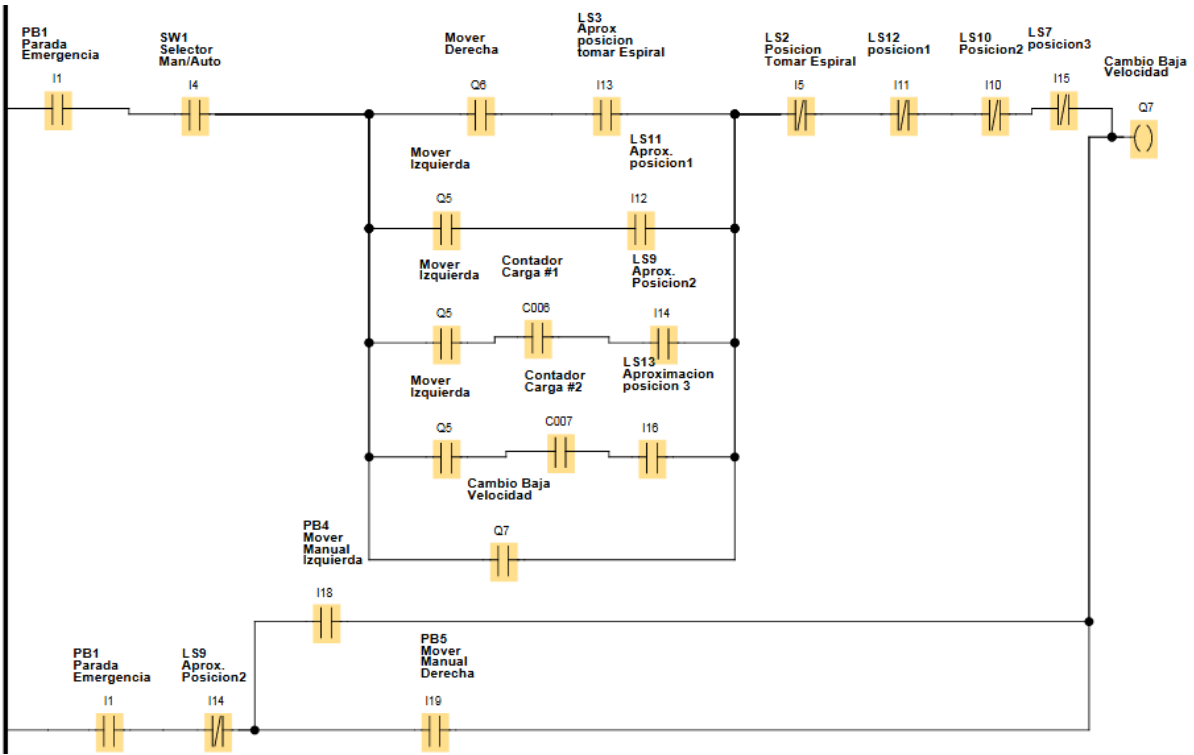 PB1
Parada
Emergencia
I1
SW1
Selector
Man/Auto
I4
Mover
Derecha
Q6
LS3
Aprox
posicion
tomar Espiral
I13
LS2
Posicion
Tomar Espiral
I5
LS12
posicion1
I11
LS10
Posicion2
I10
LS7
posicion3
I15
Cambio Baja
Velocidad
Q7
Mover
Izquierda
Q5
LS11
Aprox.
posicion1
I12
Mover
Izquierda
Q5
Contador
Carga #1
C006
LS9
Aprox.
Posicion2
I14
Mover
Izquierda
Q5
Contador
Carga #2
C007
LS13
Aproximacion
posicion 3
I16
Cambio Baja
Velocidad
Q7
PB4
Mover
Manual
Izquierda
I18
PB1
Parada
Emergencia
I1
LS9
Aprox.
Posicion2
I14
PB5
Mover
Manual
Derecha
I19